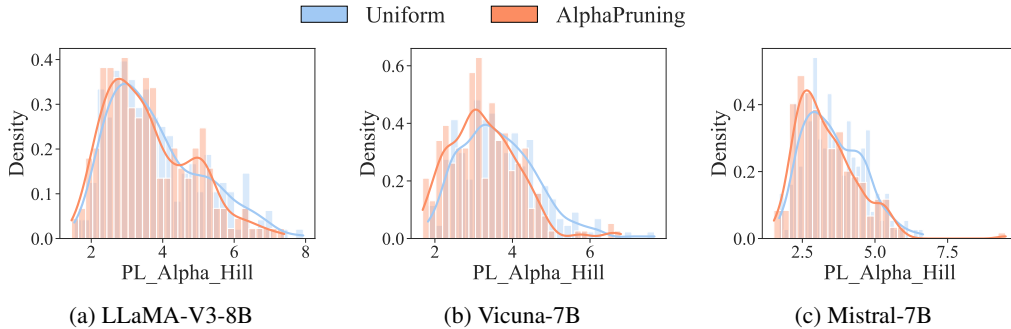 Uniform AlphaPruning
0.4
0.3
0.2
0.1
0.0
Density
2 4 6 8
PL_Alpha_Hill
(a) LLaMA-V3-8B
0.6
0.4
0.2
0.0
Density
2 4 6
PL_Alpha_Hill
(b) Vicuna-7B
0.4
0.2
0.0
Density
2.5 5.0 7.5
PL_Alpha_Hill
(c) Mistral-7B